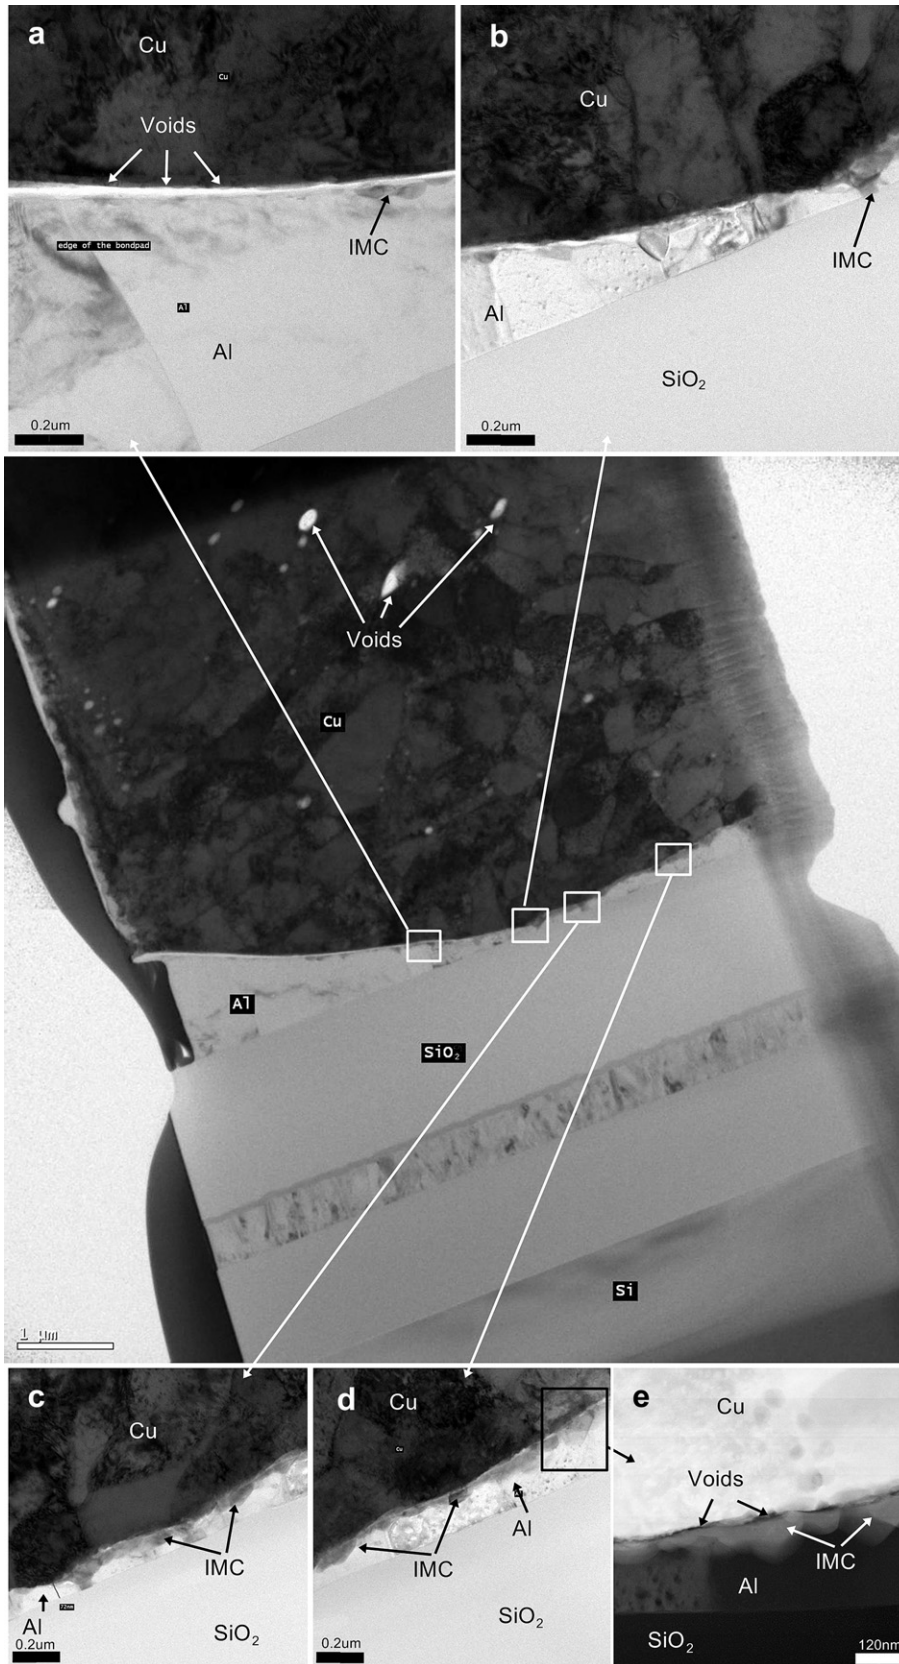 a
Cu
Cu
Voids
IMC
edge of the bondpad
Al
Al
0.2um
b
Cu
IMC
Al
SiO₂
0.2um
Voids
Cu
Al
SiO₂
Si
1 μm
c
Cu
IMC
Al
SiO₂
0.2um
d
Cu
Cu
Al
IMC
SiO₂
0.2um
e
Cu
Voids
IMC
Al
SiO₂
120nm